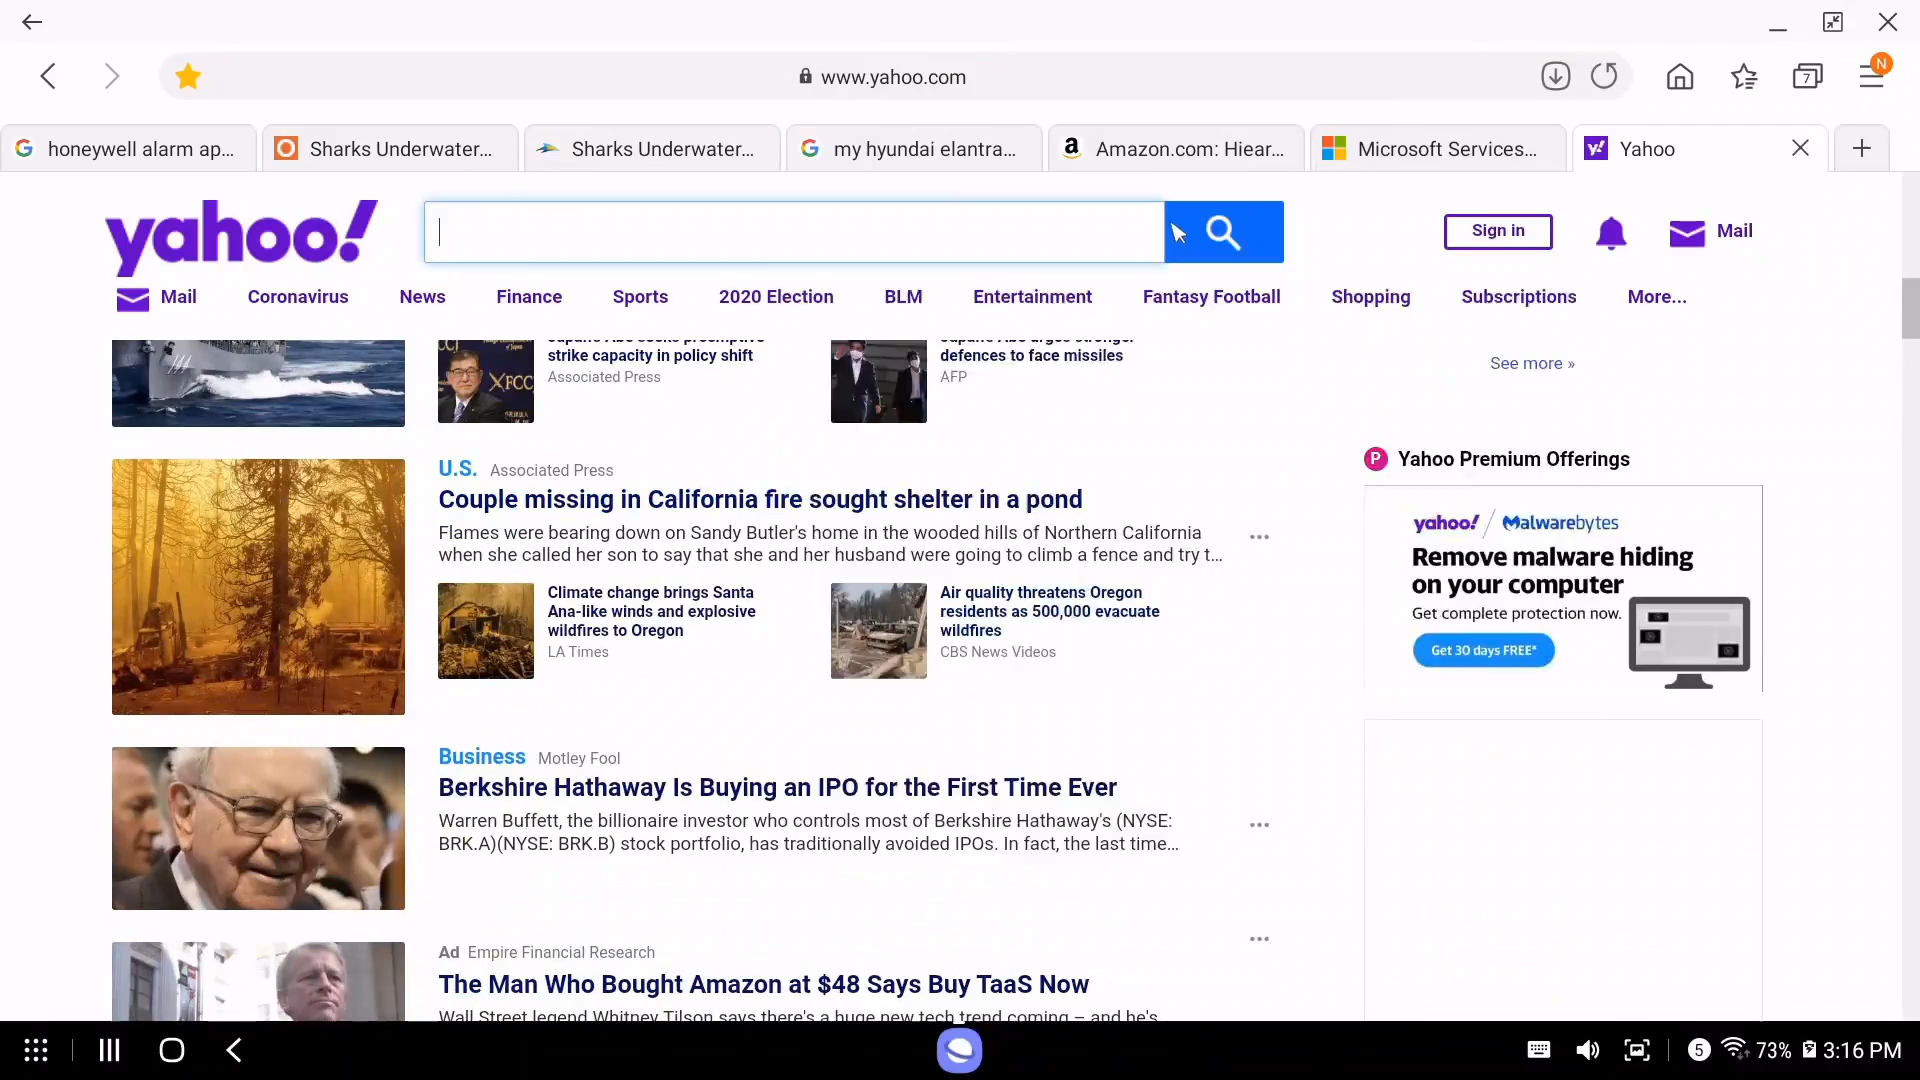 www.yahoo.com
7
N
honeywell alarm ap...
Sharks Underwater...
Sharks Underwater...
my hyundai elantra...
Amazon.com: Hiear...
Microsoft Services...
Yahoo
yahoo!
Sign in
Mail
Mail
Coronavirus
News
Finance
Sports
2020 Election
BLM
Entertainment
Fantasy Football
Shopping
Subscriptions
More...
strike capacity in policy shift
Associated Press
defences to face missiles
AFP
See more »
U.S. Associated Press
Couple missing in California fire sought shelter in a pond
Flames were bearing down on Sandy Butler's home in the wooded hills of Northern California
when she called her son to say that she and her husband were going to climb a fence and try t...
Climate change brings Santa
Ana-like winds and explosive
wildfires to Oregon
LA Times
Air quality threatens Oregon
residents as 500,000 evacuate
wildfires
CBS News Videos
Business Motley Fool
Berkshire Hathaway Is Buying an IPO for the First Time Ever
Warren Buffett, the billionaire investor who controls most of Berkshire Hathaway's (NYSE:
BRK.A)(NYSE: BRK.B) stock portfolio, has traditionally avoided IPOs. In fact, the last time...
Ad Empire Financial Research
The Man Who Bought Amazon at $48 Says Buy TaaS Now
Wall Street legend Whitney Tilson says there's a huge new tech trend coming – and he's
P Yahoo Premium Offerings
yahoo! / Malwarebytes
Remove malware hiding
on your computer
Get complete protection now.
Get 30 days FREE*
5
73%
3:16 PM